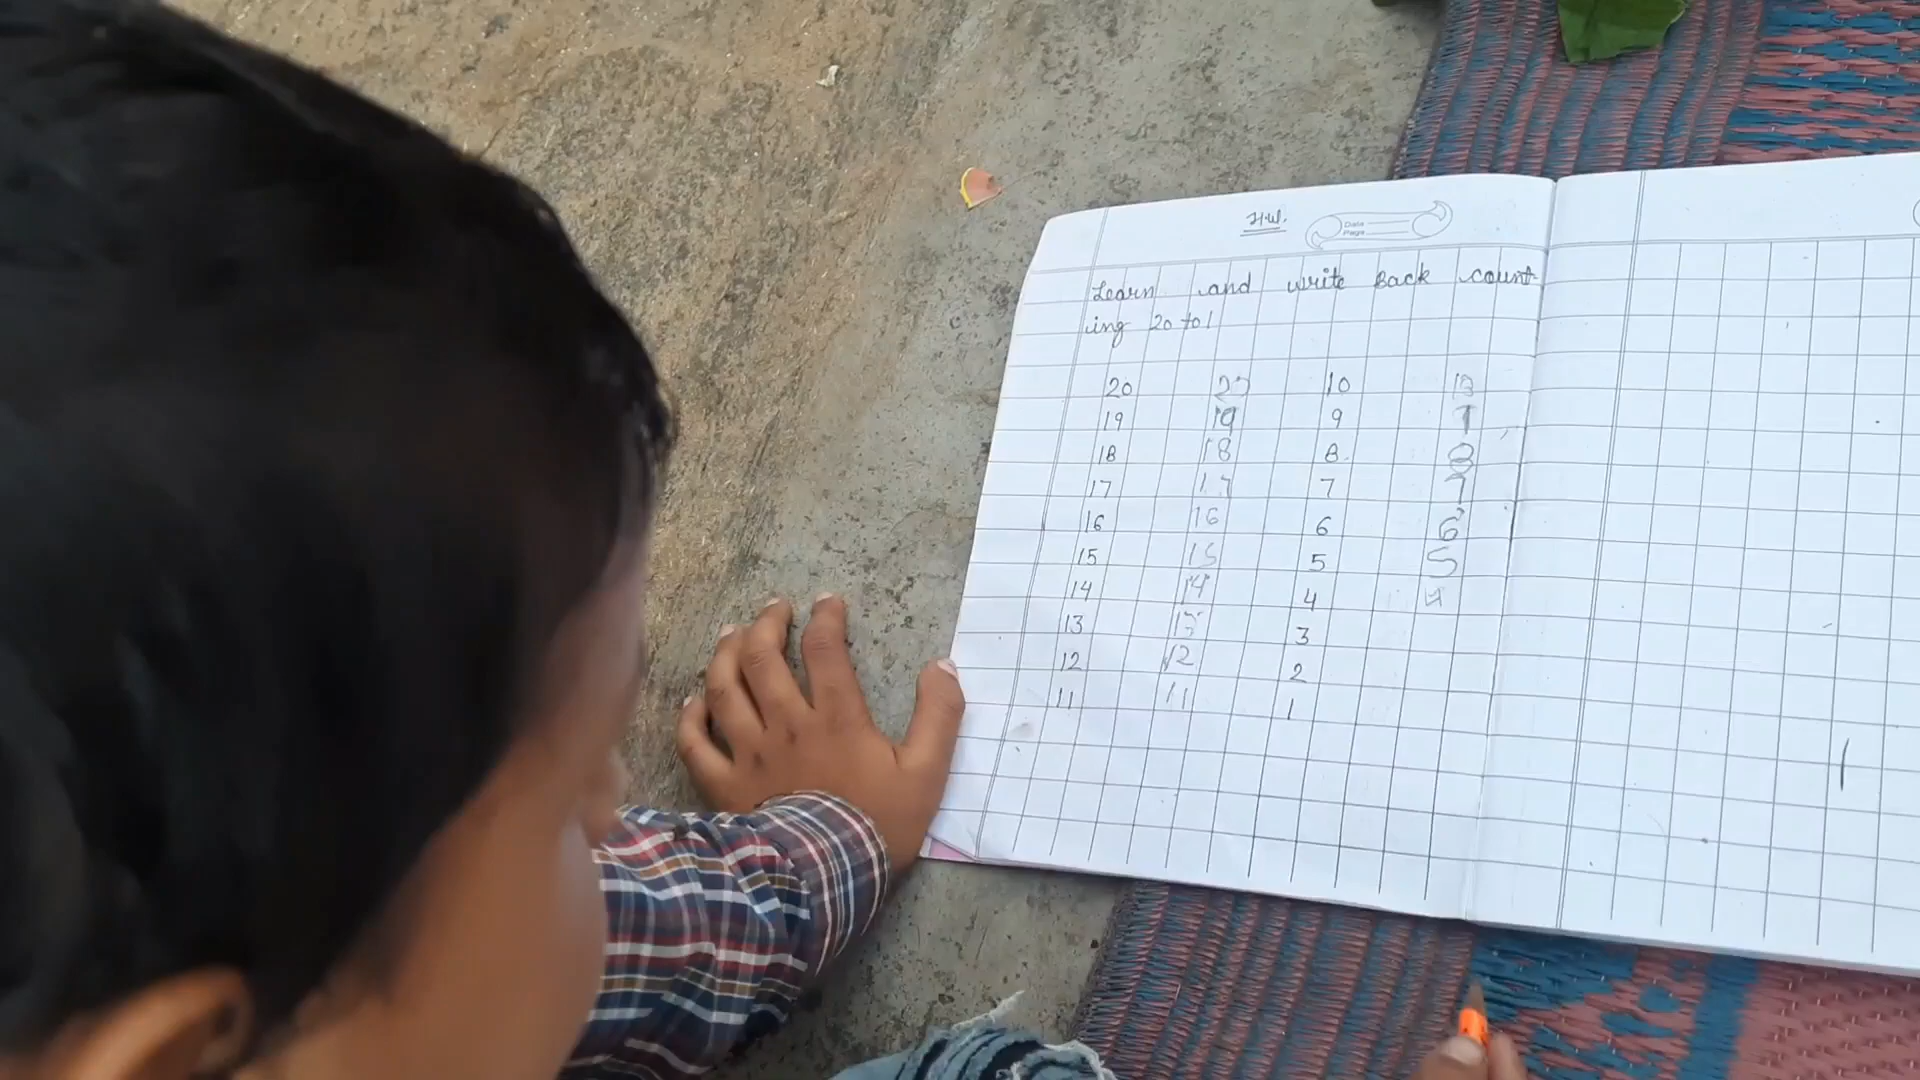 H.W.
Date
Page
Learn and write Back count-
ing 20 to 1
20 20 10 10
19 19 9 9
18 18 8 8
17 17 7 7
16 16 6 6
15 15 5 5
14 14 4 4
13 13 3
12 12 2
11 11 1